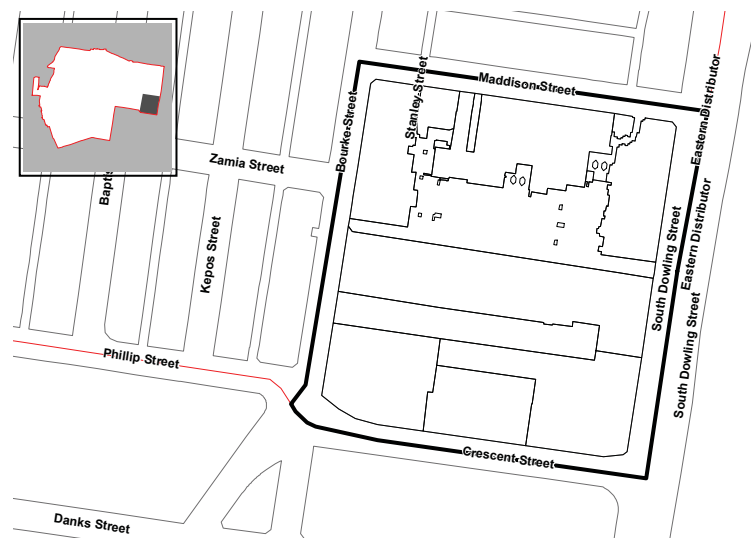 Maddison Street
Stanley Street
Eastern Distributor
Bourke Street
Zamia Street
Kepos Street
South Dowling Street
Eastern Distributor
South Dowling Street
Phillip Street
Crescent Street
Danks Street